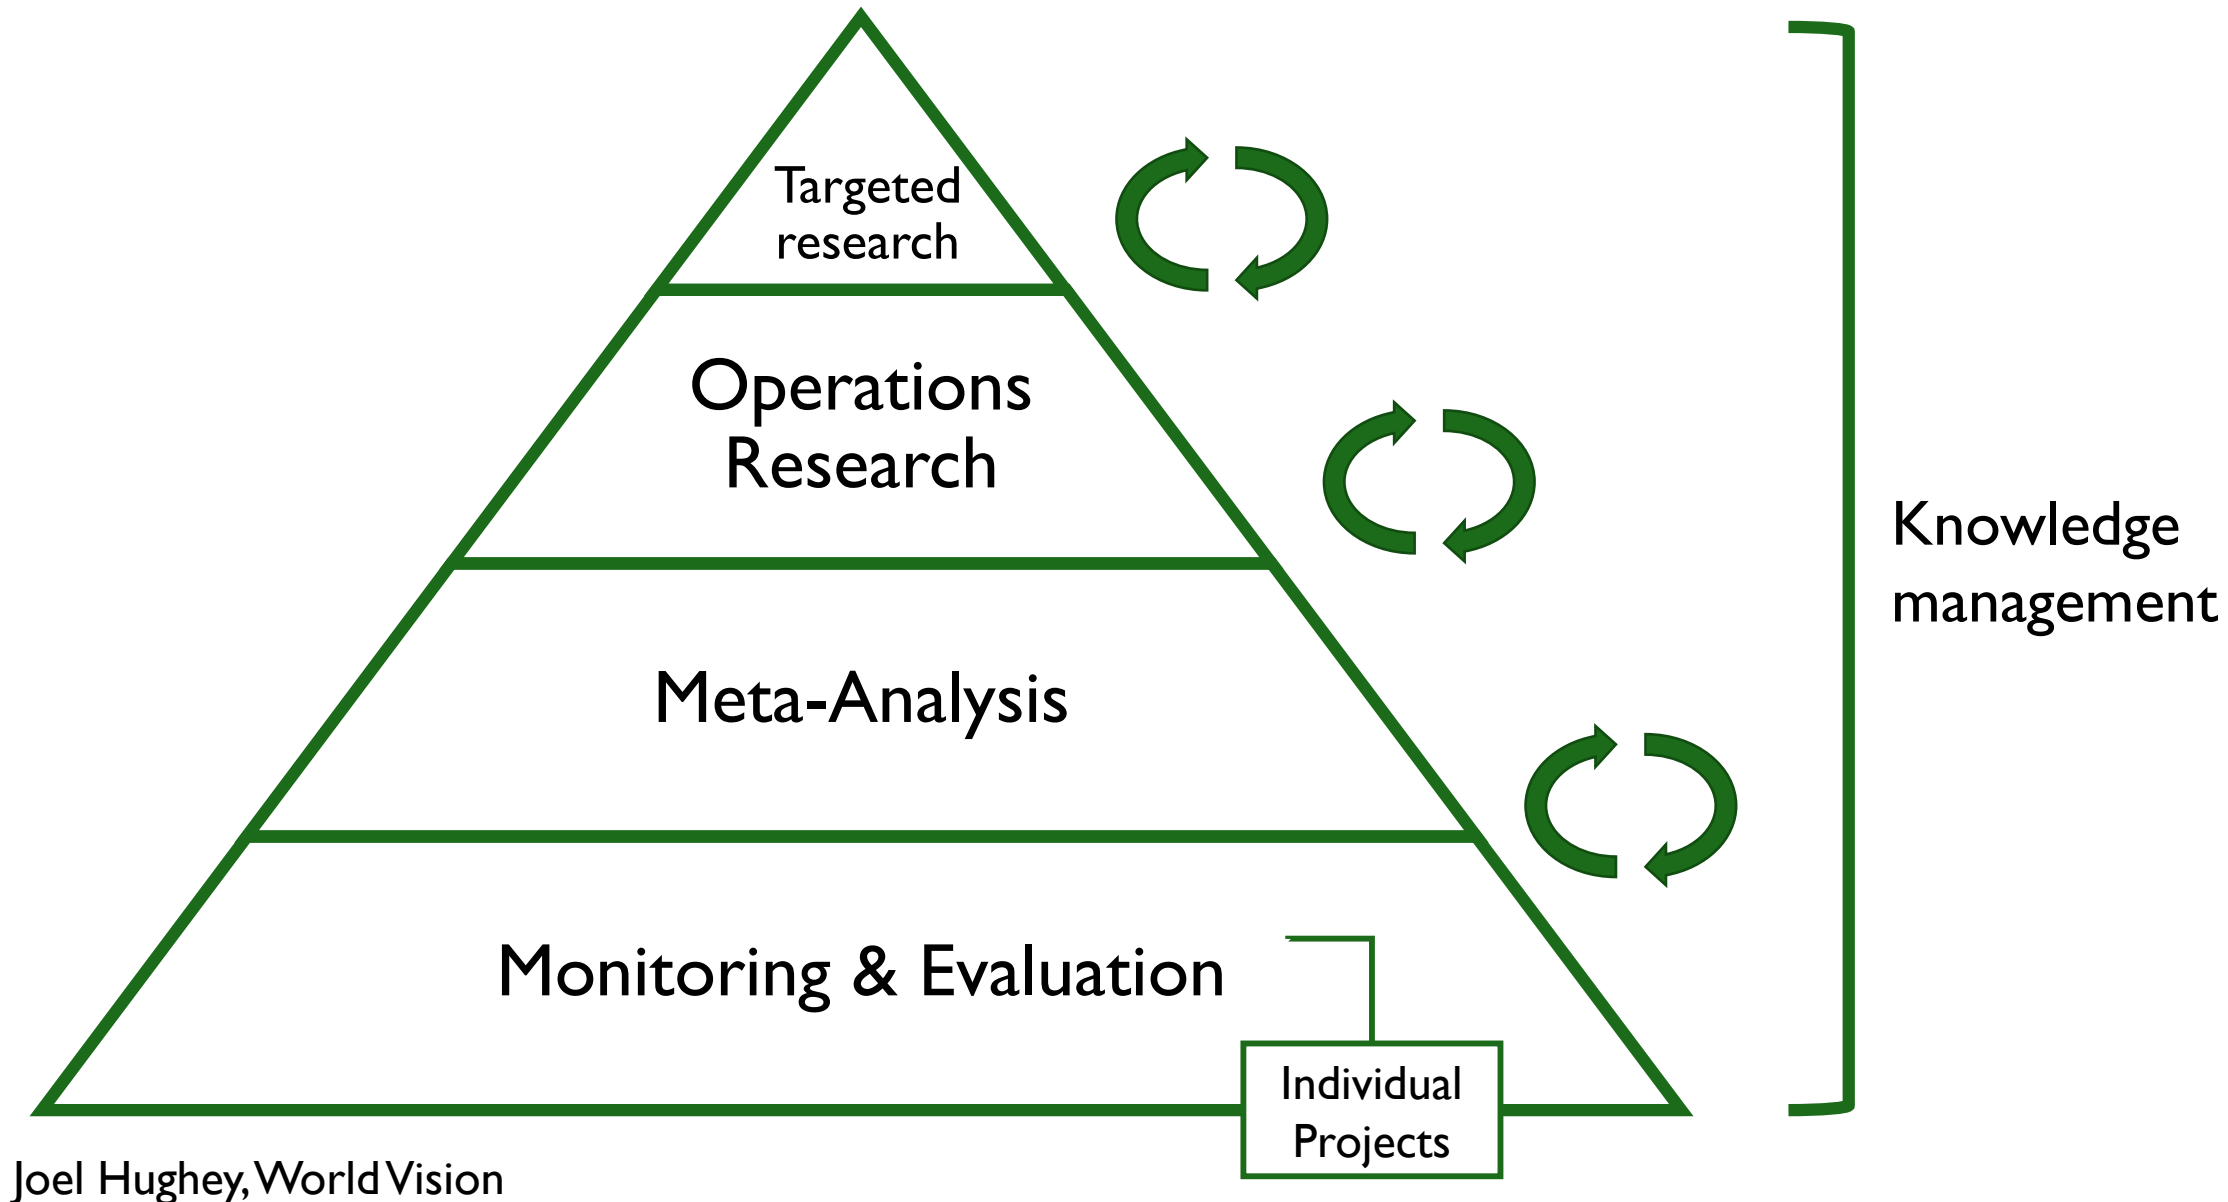 Targeted
research
Operations
Research
Knowledge
management
Meta-Analysis
Monitoring & Evaluation
Individual
Projects
Joel Hughey, World Vision